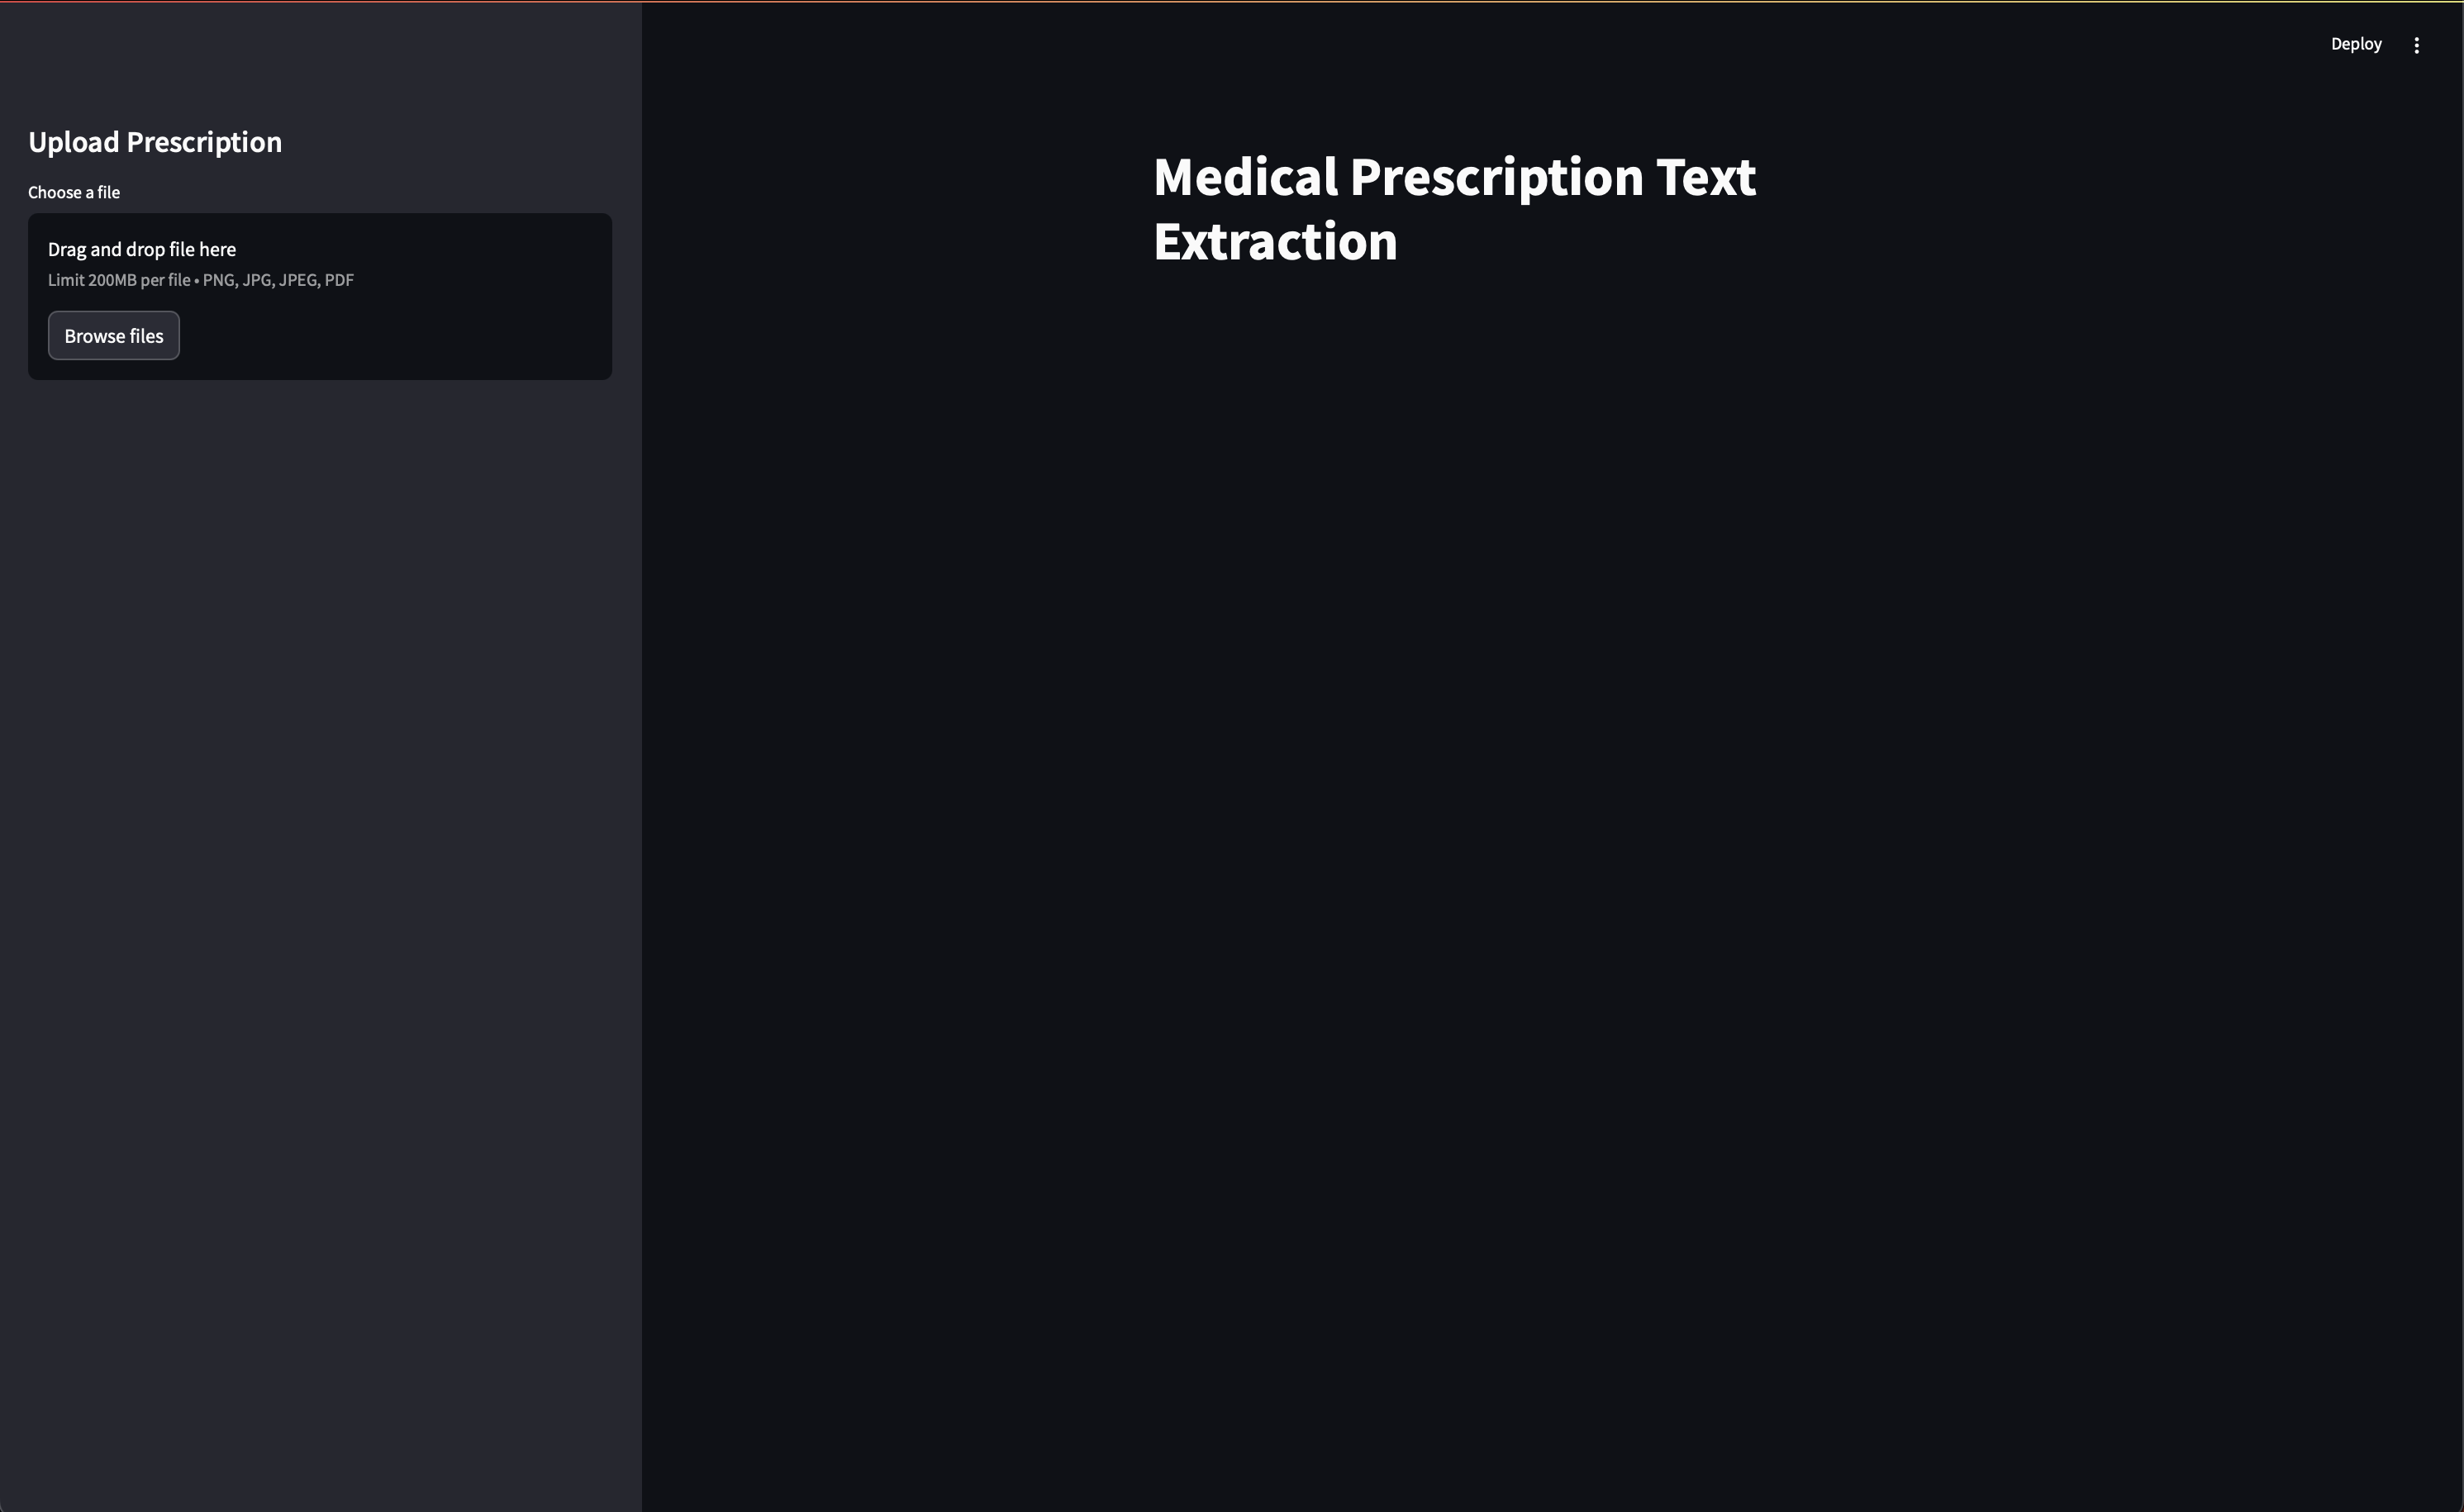 Deploy
Upload Prescription
Choose a file
Drag and drop file here
Limit 200MB per file • PNG, JPG, JPEG, PDF
Browse files
Medical Prescription Text
Extraction